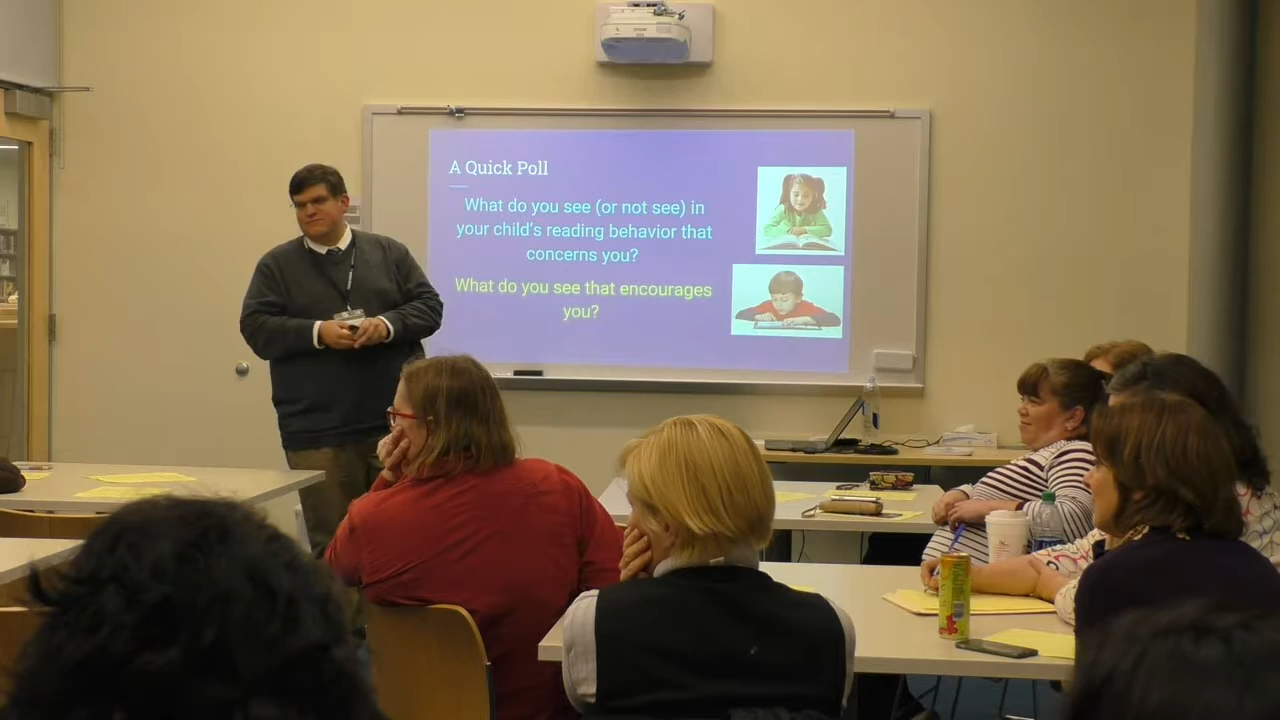 A Quick Poll
What do you see (or not see) in
your child's reading behavior that
concerns you?
What do you see that encourages
you?